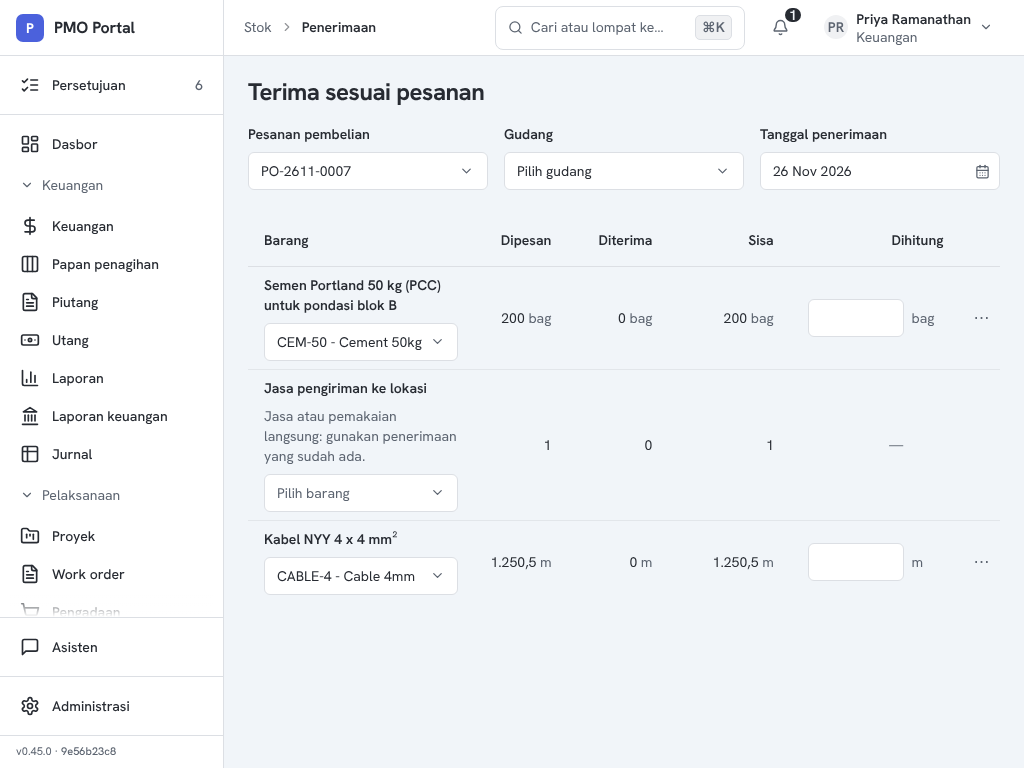 P PMO Portal
Stok > Penerimaan
Cari atau lompat ke... ⌘K
1
PR Priya Ramanathan
Keuangan
Persetujuan 6
Dasbor
Keuangan
Keuangan
Papan penagihan
Piutang
Utang
Laporan
Laporan keuangan
Jurnal
Pelaksanaan
Proyek
Work order
Pengadaan
Asisten
Administrasi
v0.45.0 · 9e56b23c8
Terima sesuai pesanan
Pesanan pembelian Gudang Tanggal penerimaan
PO-2611-0007 Pilih gudang 26 Nov 2026
Barang Dipesan Diterima Sisa Dihitung
Semen Portland 50 kg (PCC)
untuk pondasi blok B
CEM-50 - Cement 50kg
200 bag 0 bag 200 bag bag ...
Jasa pengiriman ke lokasi
Jasa atau pemakaian
langsung: gunakan penerimaan
yang sudah ada.
Pilih barang
1 0 1 —
Kabel NYY 4 x 4 mm²
CABLE-4 - Cable 4mm
1.250,5 m 0 m 1.250,5 m m ...